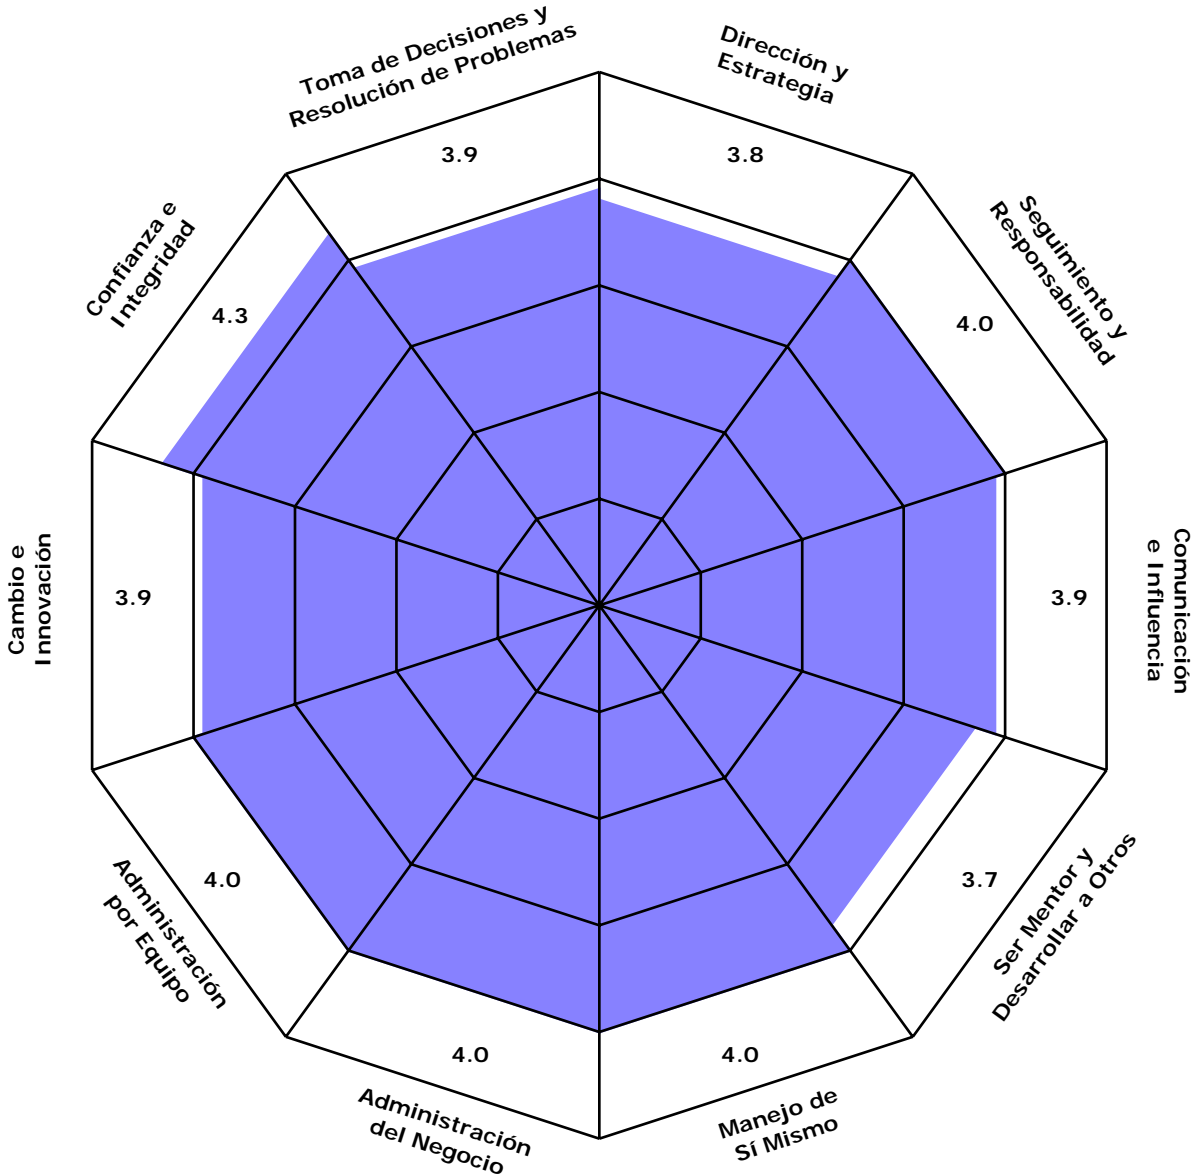 Toma de Decisiones y
Resolución de Problemas
3.9
Dirección y
Estrategia
3.8
Seguimiento y
Responsabilidad
4.0
Comunicación
e Influencia
3.9
Ser Mentor y
Desarrollar a Otros
3.7
Manejo de
Sí Mismo
4.0
Administración
del Negocio
4.0
Administración
por Equipo
4.0
Cambio e
Innovación
3.9
Confianza e
Integridad
4.3